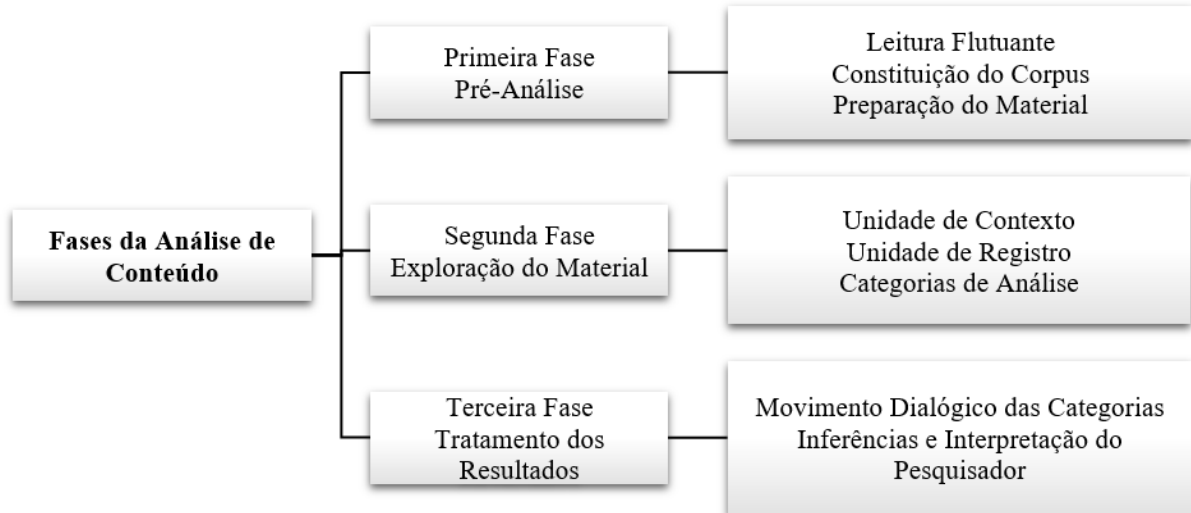 Fases da Análise de
Conteúdo
Primeira Fase
Pré-Análise
Leitura Flutuante
Constituição do Corpus
Preparação do Material
Segunda Fase
Exploração do Material
Unidade de Contexto
Unidade de Registro
Categorias de Análise
Terceira Fase
Tratamento dos
Resultados
Movimento Dialógico das Categorias
Inferências e Interpretação do
Pesquisador